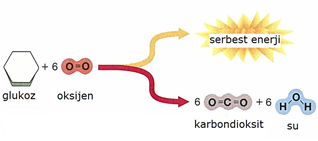 serbest enerji
+ 6 O O
glukoz oksijen
6 O C O + 6 H O H
karbondioksit su